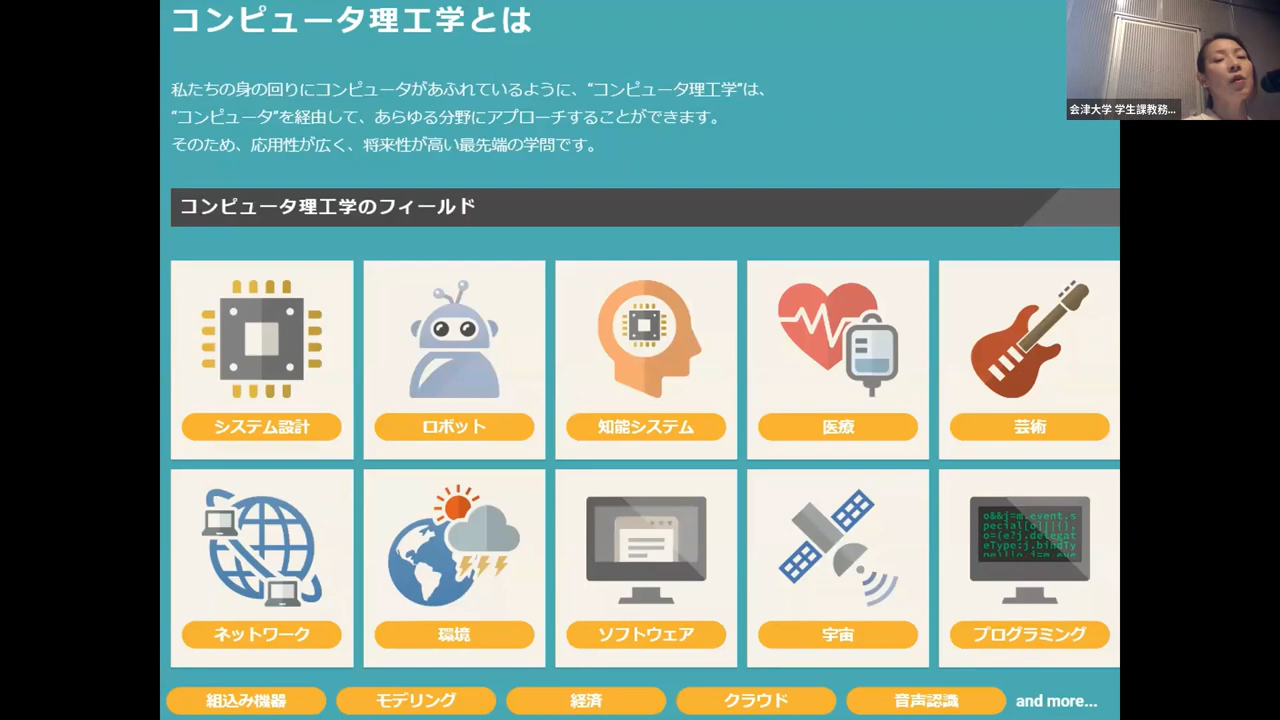 コンピュータ理工学とは
会津大学 学生課教務...
私たちの身の回りにコンピュータがあふれているように、“コンピュータ理工学”は、
“コンピュータ”を経由して、あらゆる分野にアプローチすることができます。
そのため、応用性が広く、将来性が高い最先端の学問です。
コンピュータ理工学のフィールド
システム設計
ロボット
知能システム
医療
芸術
o&&j=m.event.s
pecial[o]||{},
o=(e?j.delegat
eType:j.bindTy
pe)||o,j=m.eve
ネットワーク
環境
ソフトウェア
宇宙
プログラミング
組込み機器
モデリング
経済
クラウド
音声認識
and more...